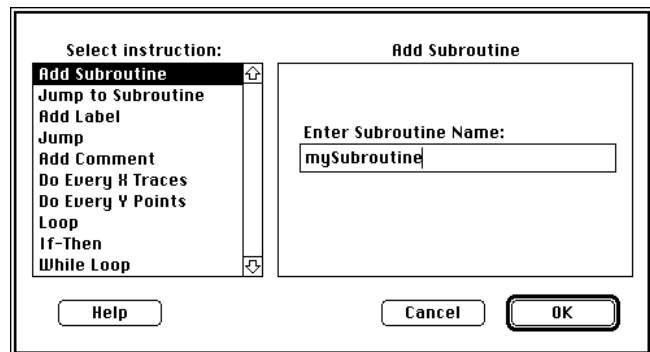 Select instruction:
Add Subroutine
Jump to Subroutine
Add Label
Jump
Add Comment
Do Every X Traces
Do Every Y Points
Loop
If-Then
While Loop
Add Subroutine
Enter Subroutine Name:
mySubroutine
Help
Cancel
OK